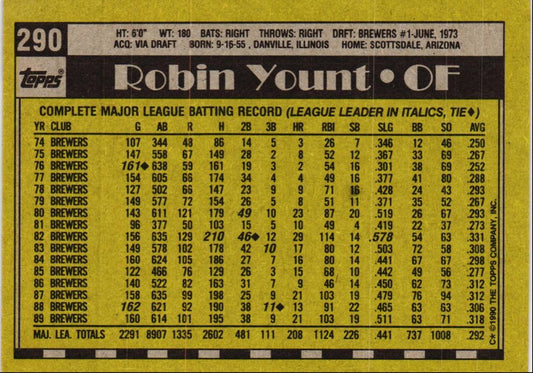 290
HT: 6'0" WT: 180 BATS: RIGHT THROWS: RIGHT DRFT: BREWERS #1-JUNE, 1973
ACQ: VIA DRAFT BORN: 9-16-55, DANVILLE, ILLINOIS HOME: SCOTTSDALE, ARIZONA
Topps®
Robin Yount • OF
COMPLETE MAJOR LEAGUE BATTING RECORD (LEAGUE LEADER IN ITALICS, TIE♦)
YR CLUB G AB R H 2B 3B HR RBI SB SLG BB SO AVG
74 BREWERS 107 344 48 86 14 5 3 26 7 .346 12 46 .250
75 BREWERS 147 558 67 149 28 2 8 52 12 .367 33 69 .267
76 BREWERS 161♦ 638 59 161 19 3 2 54 16 .301 38 69 .252
77 BREWERS 154 605 66 174 34 4 4 49 16 .377 41 80 .288
78 BREWERS 127 502 66 147 23 9 9 71 16 .428 24 43 .293
79 BREWERS 149 577 72 154 26 5 8 51 11 .371 35 52 .267
80 BREWERS 143 611 121 179 49 10 23 87 20 .519 26 67 .293
81 BREWERS 96 377 50 103 15 5 10 49 4 .419 22 37 .273
82 BREWERS 156 635 129 210 46♦ 12 29 114 14 .578 54 63 .331
83 BREWERS 149 578 102 178 42 10 17 80 12 .503 72 58 .308
84 BREWERS 160 624 105 186 27 7 16 80 14 .441 67 67 .298
85 BREWERS 122 466 76 129 26 3 15 68 10 .442 49 56 .277
86 BREWERS 140 522 82 163 31 7 9 46 14 .450 62 73 .312
87 BREWERS 158 635 99 198 25 9 21 103 19 .479 76 94 .312
88 BREWERS 162 621 92 190 38 11♦ 13 91 22 .465 63 63 .306
89 BREWERS 160 614 101 195 38 9 21 103 19 .511 63 71 .318
MAJ. LEA. TOTALS 2291 8907 1335 2602 481 111 208 1124 226 .441 737 1008 .292
C* © 1990 THE TOPPS COMPANY, INC.